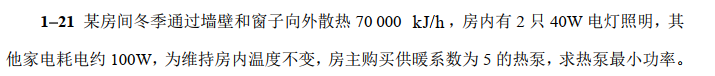 1–21 某房间冬季通过墙壁和窗子向外散热 70 000 kJ/h，房内有 2 只 40W 电灯照明，其
他家电耗电约 100W，为维持房内温度不变，房主购买供暖系数为 5 的热泵，求热泵最小功率。